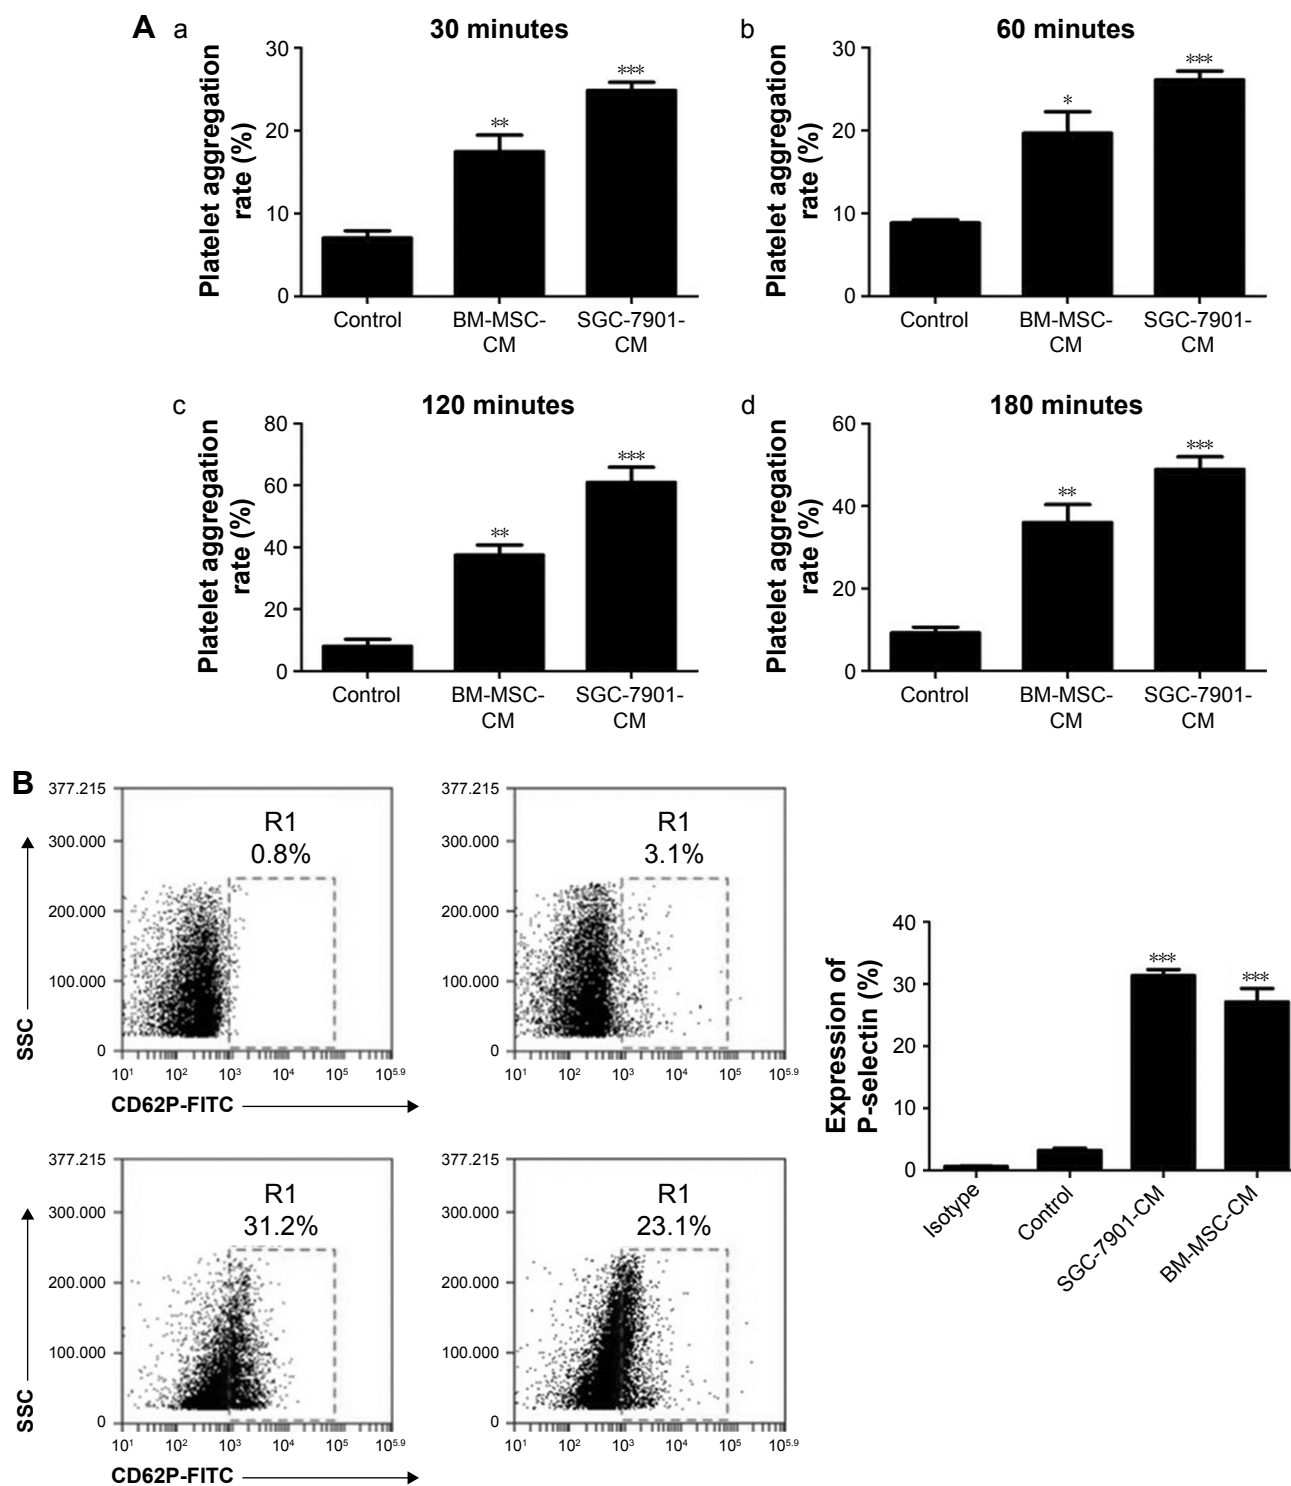 A
a
30 minutes
Platelet aggregation
rate (%)
30
20
10
0
**
***
Control
BM-MSC-
CM
SGC-7901-
CM
b
60 minutes
Platelet aggregation
rate (%)
30
20
10
0
*
***
Control
BM-MSC-
CM
SGC-7901-
CM
c
120 minutes
Platelet aggregation
rate (%)
80
60
40
20
0
**
***
Control
BM-MSC-
CM
SGC-7901-
CM
d
180 minutes
Platelet aggregation
rate (%)
60
40
20
0
**
***
Control
BM-MSC-
CM
SGC-7901-
CM
B
377.215
300.000
200.000
100.000
0
SSC
R1
0.8%
10¹ 10² 10³ 10⁴ 10⁵ 10⁵·⁹
CD62P-FITC
377.215
300.000
200.000
100.000
0
R1
3.1%
10¹ 10² 10³ 10⁴ 10⁵ 10⁵·⁹
377.215
300.000
200.000
100.000
0
SSC
R1
31.2%
10¹ 10² 10³ 10⁴ 10⁵ 10⁵·⁹
CD62P-FITC
377.215
300.000
200.000
100.000
0
R1
23.1%
10¹ 10² 10³ 10⁴ 10⁵ 10⁵·⁹
Expression of
P-selectin (%)
40
30
20
10
0
***
***
Isotype
Control
SGC-7901-CM
BM-MSC-CM